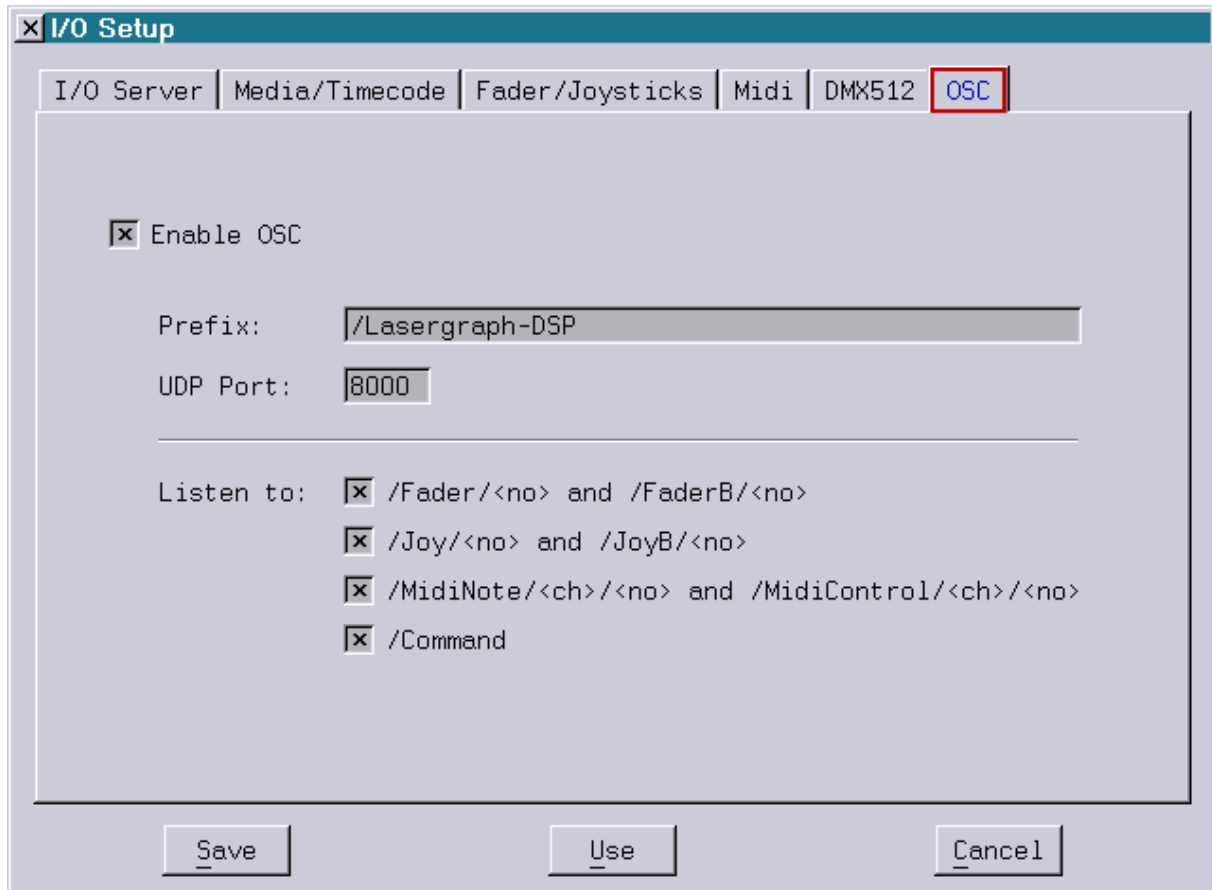 I/O Setup
I/O Server Media/Timecode Fader/Joysticks Midi DMX512 OSC
Enable OSC
Prefix: /Lasergraph-DSP
UDP Port: 8000
Listen to: /Fader/<no> and /FaderB/<no>
/Joy/<no> and /JoyB/<no>
/MidiNote/<ch>/<no> and /MidiControl/<ch>/<no>
/Command
Save Use Cancel